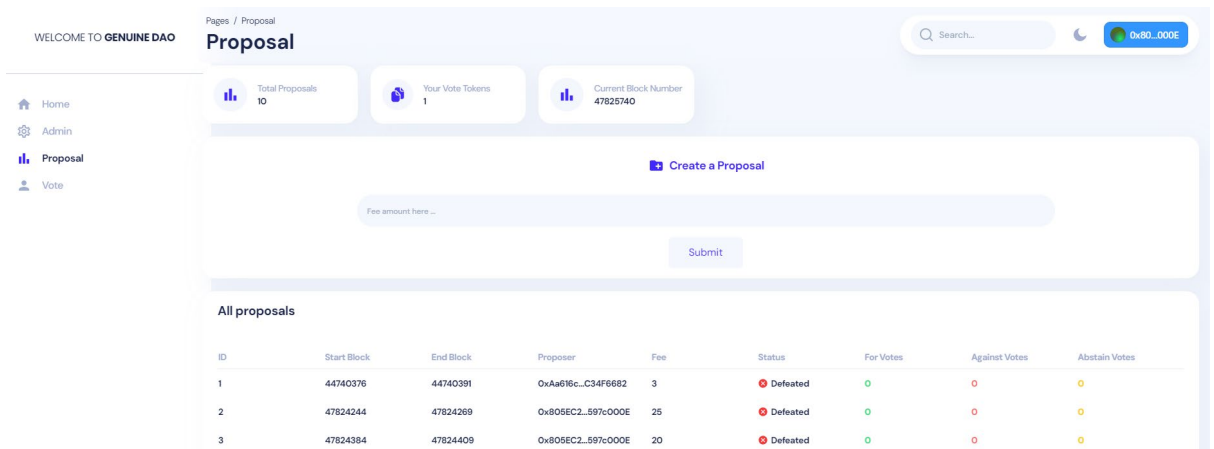 WELCOME TO GENUINE DAO
Home
Admin
Proposal
Vote
Pages / Proposal
Proposal
Search...
0x80...000E
Total Proposals
10
Your Vote Tokens
1
Current Block Number
47825740
Create a Proposal
Fee amount here ...
Submit
All proposals
ID Start Block End Block Proposer Fee Status For Votes Against Votes Abstain Votes
1 44740376 44740391 0xAa616c...C34F6682 3 Defeated 0 0 0
2 47824244 47824269 0x805EC2...597c000E 25 Defeated 0 0 0
3 47824384 47824409 0x805EC2...597c000E 20 Defeated 0 0 0